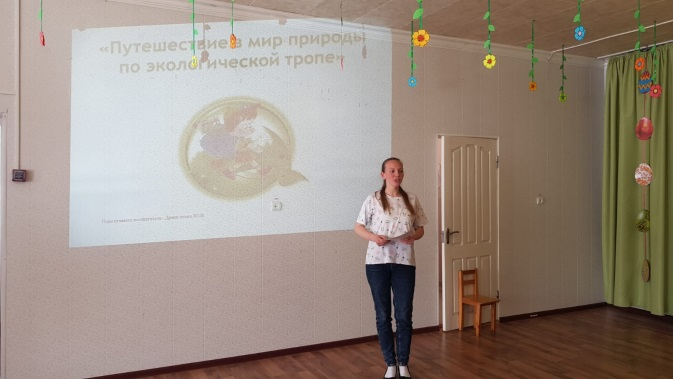 «Путешествие в мир природы
по экологической тропе»